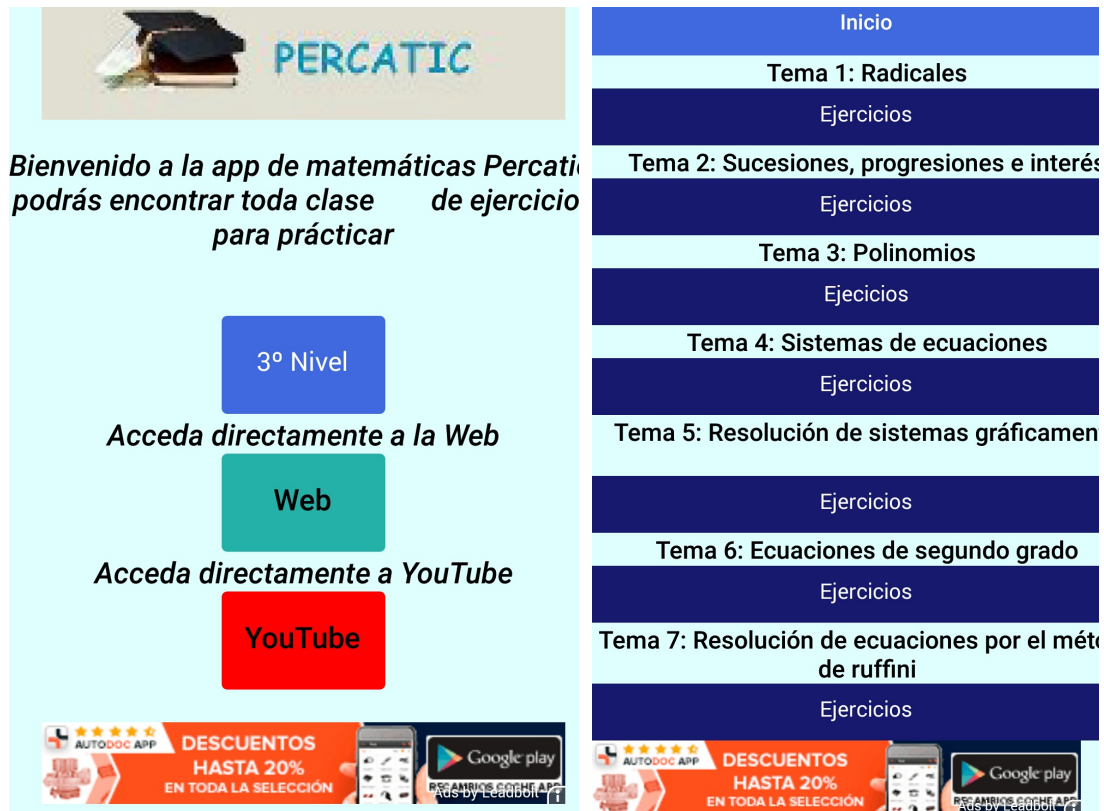 PERCATIC
Bienvenido a la app de matemáticas Percatic
podrás encontrar toda clase de ejercicio
para prácticar
3º Nivel
Acceda directamente a la Web
Web
Acceda directamente a YouTube
YouTube
AUTODOC APP
DESCUENTOS
HASTA 20%
EN TODA LA SELECCIÓN
Google play
RECAMBIOS COCHE APP
Ads by Leadbolt
Inicio
Tema 1: Radicales
Ejercicios
Tema 2: Sucesiones, progresiones e interés
Ejercicios
Tema 3: Polinomios
Ejecicios
Tema 4: Sistemas de ecuaciones
Ejercicios
Tema 5: Resolución de sistemas gráficamen
Ejercicios
Tema 6: Ecuaciones de segundo grado
Ejercicios
Tema 7: Resolución de ecuaciones por el mét
de ruffini
Ejercicios
AUTODOC APP
DESCUENTOS
HASTA 20%
EN TODA LA SELECCIÓN
Google play
Ads by Leadbolt